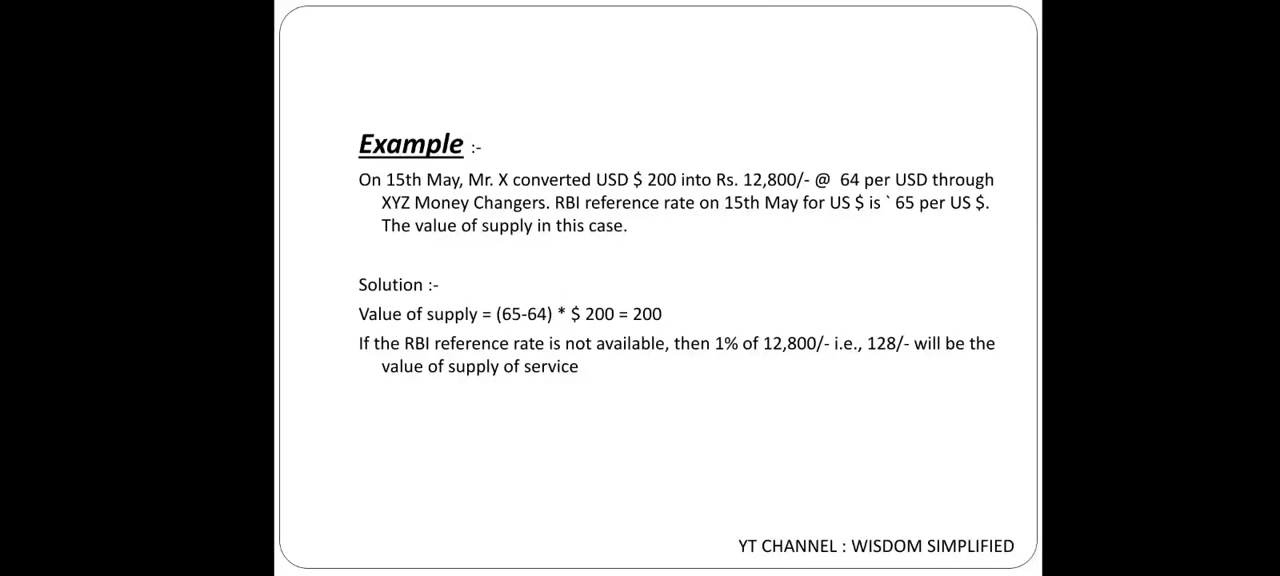 Example :-
On 15th May, Mr. X converted USD $ 200 into Rs. 12,800/- @ 64 per USD through
XYZ Money Changers. RBI reference rate on 15th May for US $ is ` 65 per US $.
The value of supply in this case.
Solution :-
Value of supply = (65-64) * $ 200 = 200
If the RBI reference rate is not available, then 1% of 12,800/- i.e., 128/- will be the
value of supply of service
YT CHANNEL : WISDOM SIMPLIFIED